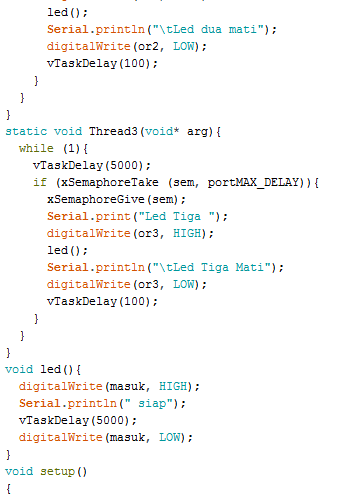 led();
Serial.println("\tLed dua mati");
digitalWrite(or2, LOW);
vTaskDelay(100);
}
}
}
static void Thread3(void* arg){
while (1){
vTaskDelay(5000);
if (xSemaphoreTake (sem, portMAX_DELAY)){
xSemaphoreGive(sem);
Serial.print("Led Tiga ");
digitalWrite(or3, HIGH);
led();
Serial.println("\tLed Tiga Mati");
digitalWrite(or3, LOW);
vTaskDelay(100);
}
}
}
void led(){
digitalWrite(masuk, HIGH);
Serial.println(" siap");
vTaskDelay(5000);
digitalWrite(masuk, LOW);
}
void setup()
{